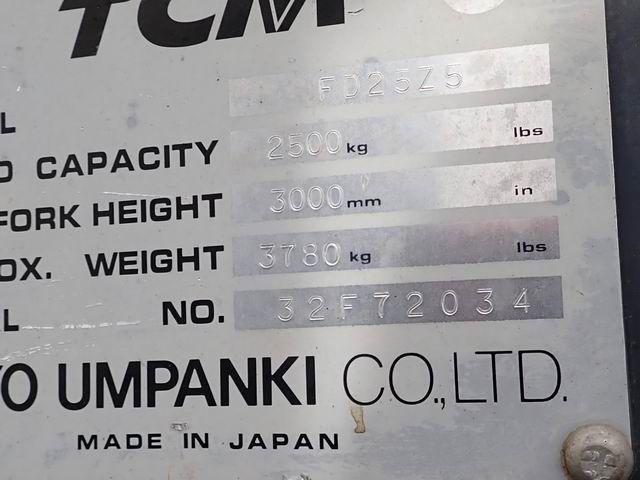 TCM
L FD25Z5
D CAPACITY 2500 kg lbs
FORK HEIGHT 3000 mm in
OX. WEIGHT 3780 kg lbs
L NO. 32F72034
YO UMPANKI CO., LTD.
MADE IN JAPAN